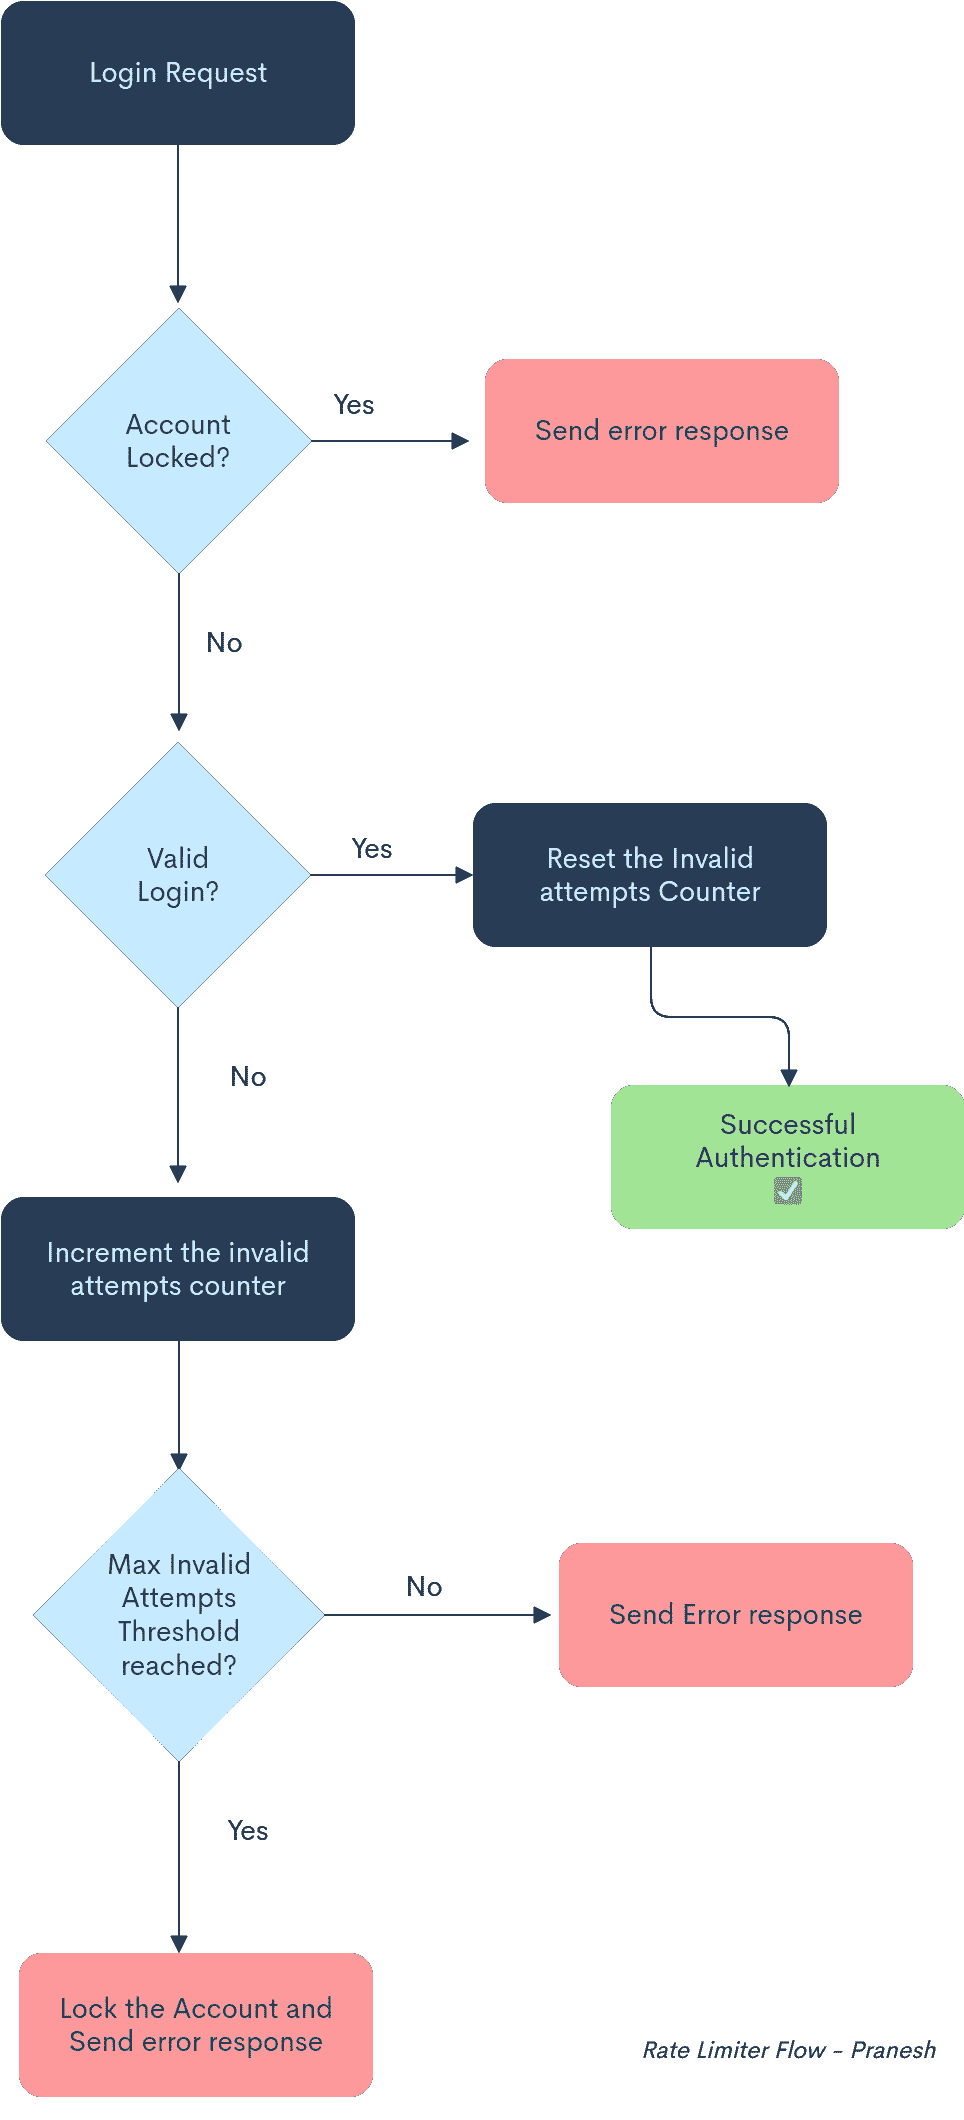 Login Request
Account
Locked?
Yes
Send error response
No
Valid
Login?
Yes
Reset the Invalid
attempts Counter
No
Successful
Authentication
Increment the invalid
attempts counter
Max Invalid
Attempts
Threshold
reached?
No
Send Error response
Yes
Lock the Account and
Send error response
Rate Limiter Flow - Pranesh